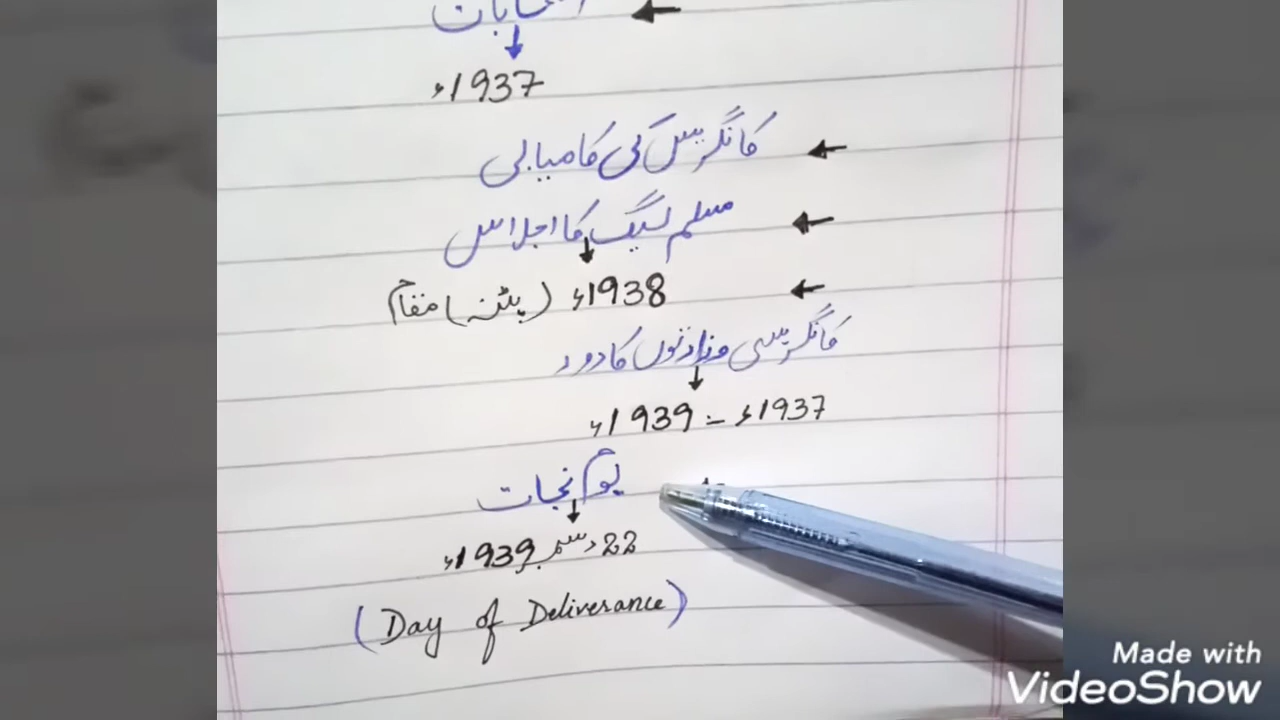 انتخابات
1937ء
کانگریس کی کامیابی
مسلم لیگ کا اجلاس
1938ء (پٹنہ) مقام
کانگریسی وزارتوں کا دور
1937ء - 1939ء
یوم نجات
22 دسمبر 1939ء
(Day of Deliverance)
Made with
VideoShow